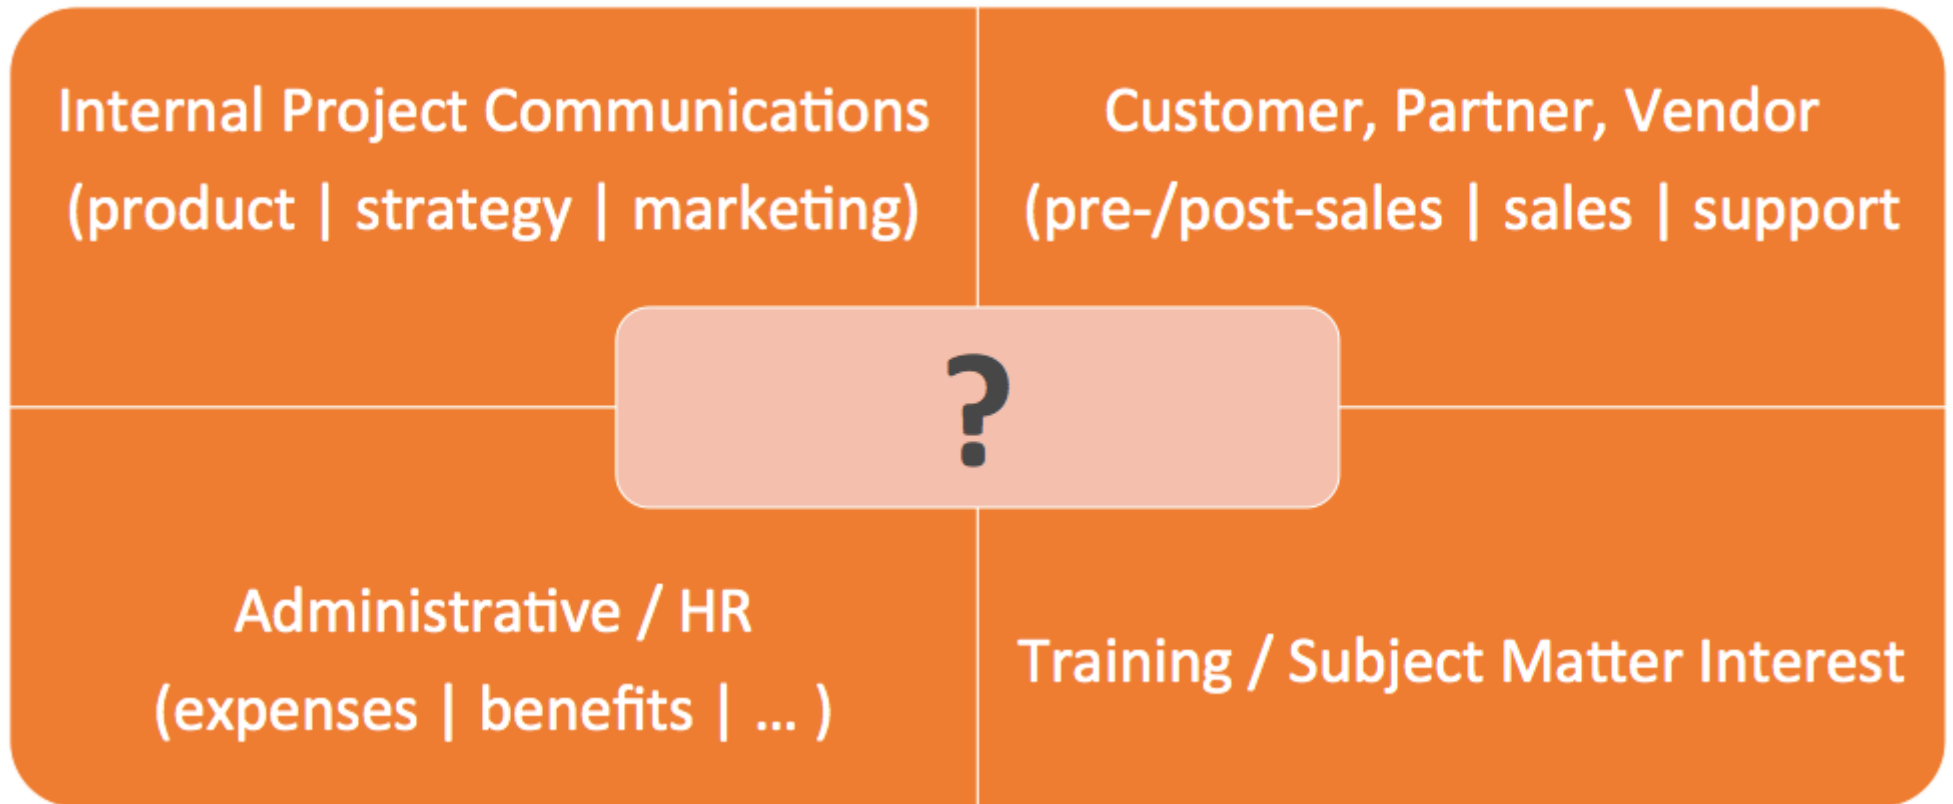 Internal Project Communications
(product | strategy | marketing)
Customer, Partner, Vendor
(pre-/post-sales | sales | support
?
Administrative / HR
(expenses | benefits | ... )
Training / Subject Matter Interest